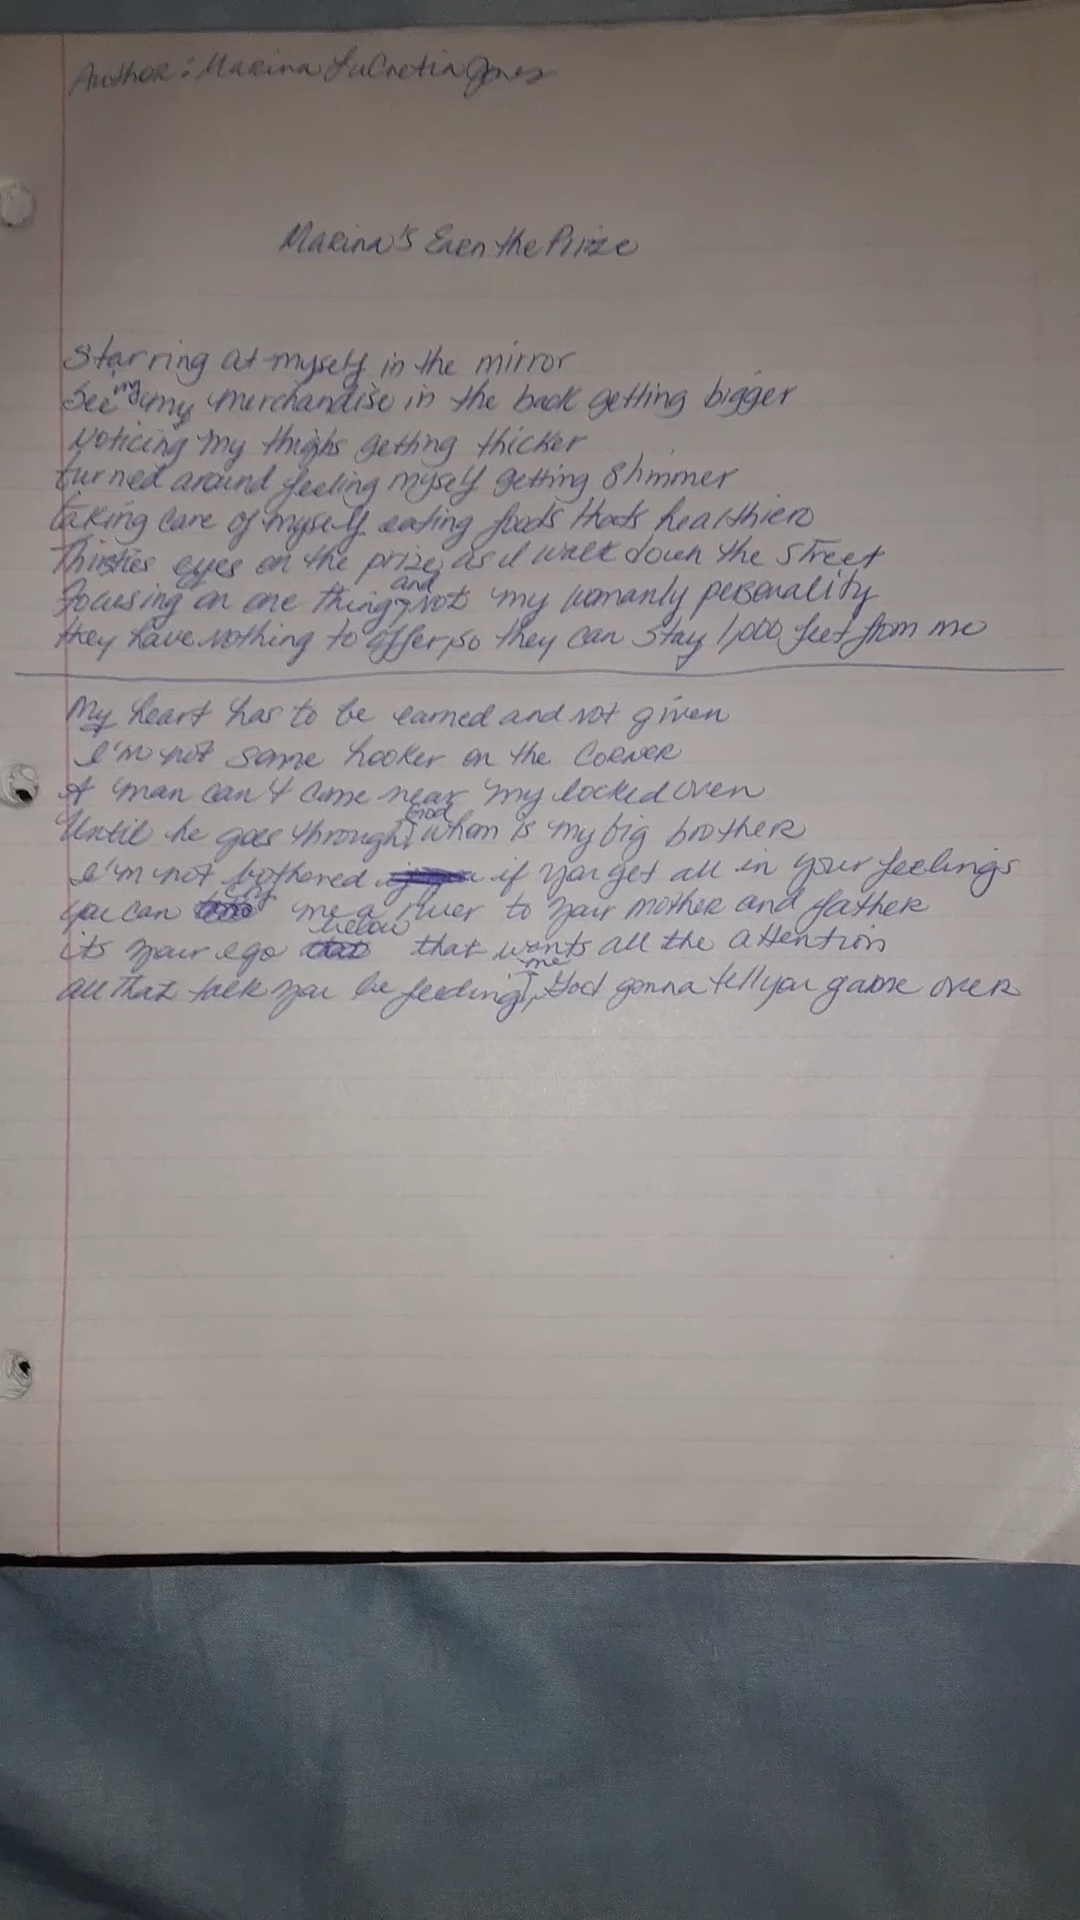 Author: Marina LuCretia Jones
Marina's Even the Prize
Starring at myself in the mirror
Seeing my merchandise in the back getting bigger
Noticing my thighs getting thicker
turned around feeling myself getting Shimmer
taking care of myself eating foods thats healthier
Thirsties eyes on the prize as I walk down the street
Focusing on one thing, and not my womanly personality
they have nothing to offer, so they can stay 1,000 feet from me
My heart has to be earned and not given
I'm not some hooker on the corner
A man can't come near my locked oven
Until he goes through God whom is my big brother
I'm not bothered if you get all in your feelings
you can cry me a river to your mother and father
its your ego that wants all the attention
all that talk you be feeding me, God gonna tell you game over